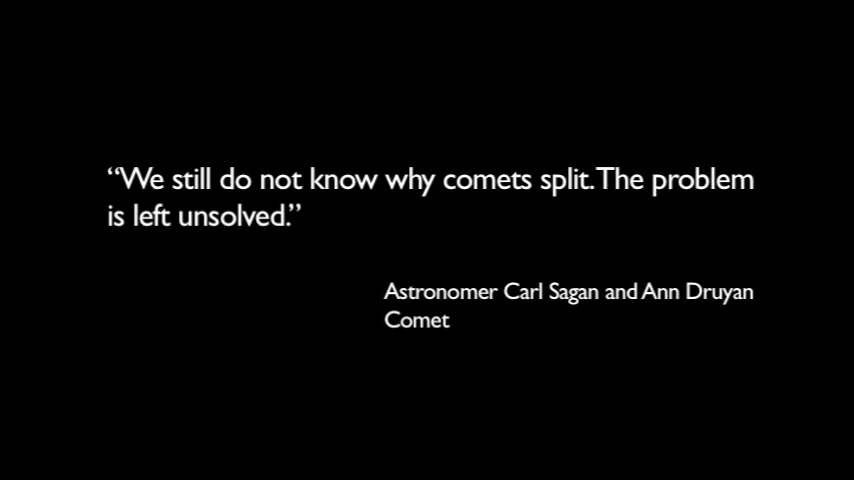 “We still do not know why comets split. The problem
is left unsolved.”
Astronomer Carl Sagan and Ann Druyan
Comet